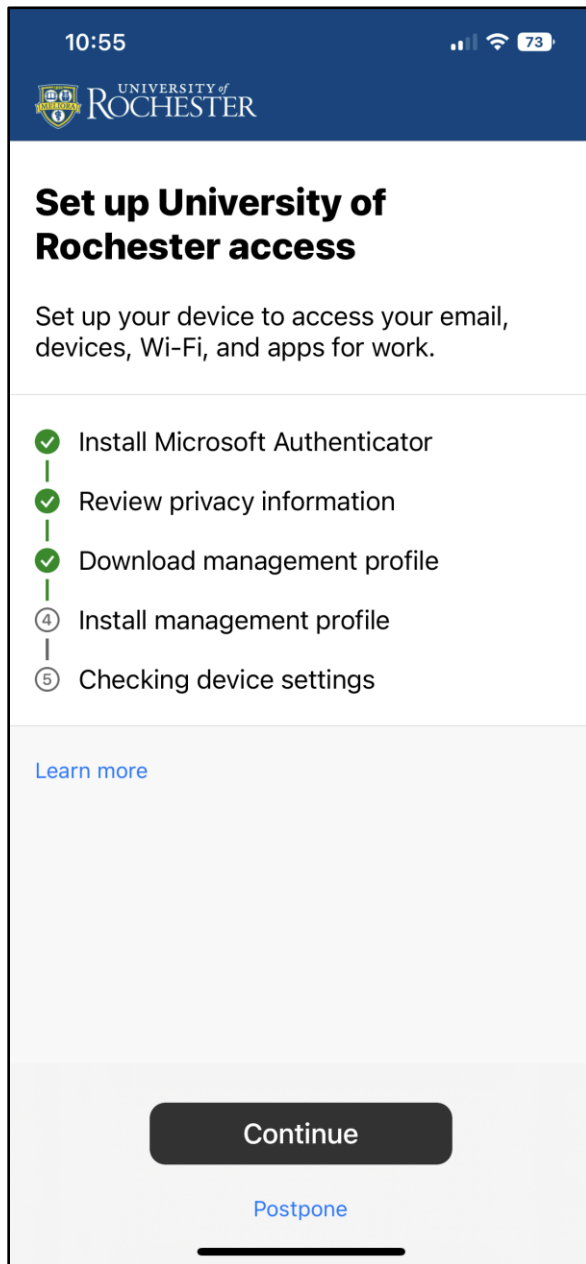 10:55
73
MELIORA
UNIVERSITY of
ROCHESTER
Set up University of
Rochester access
Set up your device to access your email,
devices, Wi-Fi, and apps for work.
Install Microsoft Authenticator
Review privacy information
Download management profile
4 Install management profile
5 Checking device settings
Learn more
Continue
Postpone